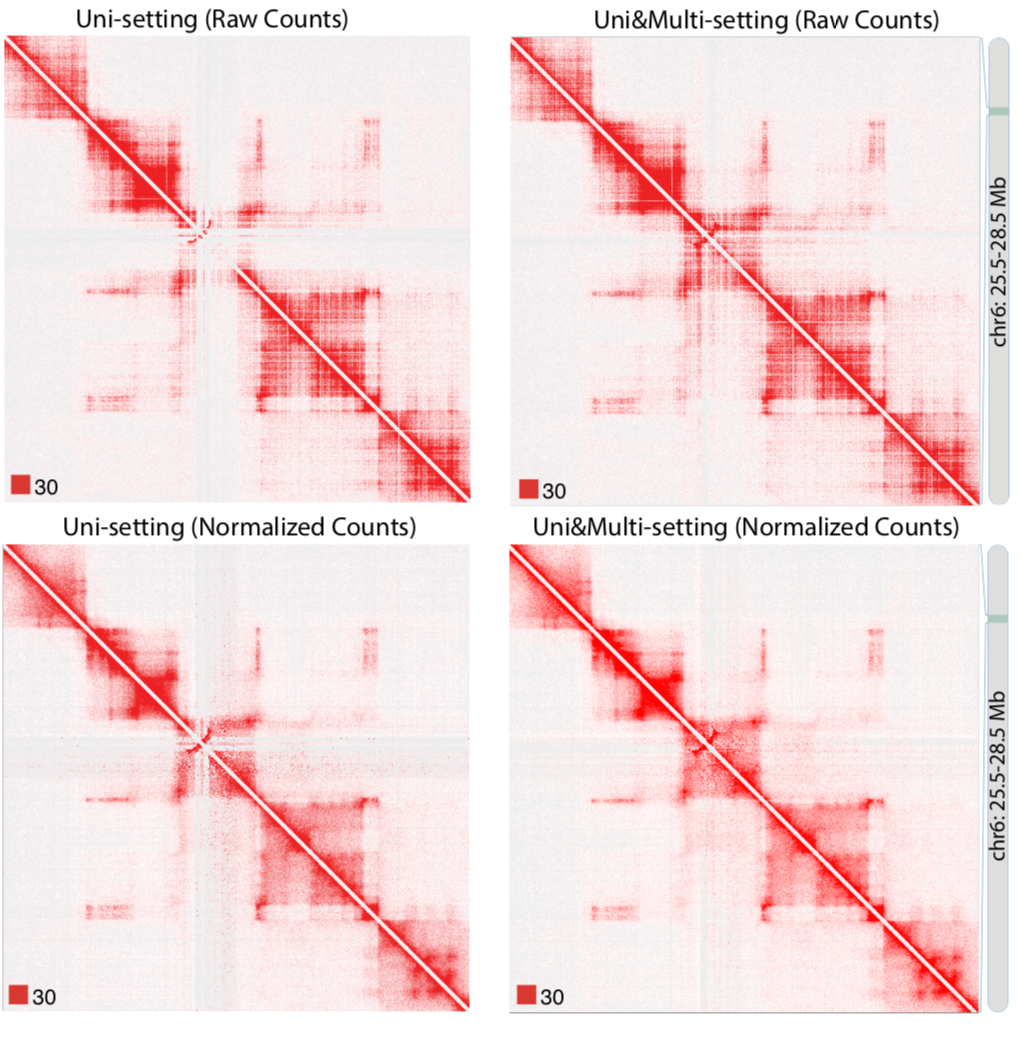 Uni-setting (Raw Counts)
Uni&Multi-setting (Raw Counts)
chr6: 25.5-28.5 Mb
30
30
Uni-setting (Normalized Counts)
Uni&Multi-setting (Normalized Counts)
chr6: 25.5-28.5 Mb
30
30